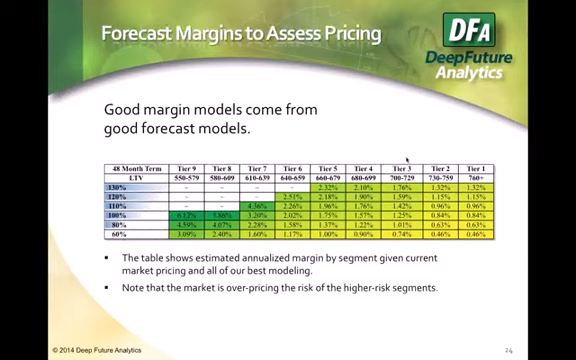 Forecast Margins to Assess Pricing
DFA
DeepFuture
Analytics
Good margin models come from
good forecast models.
48 Month Term Tier 9 Tier 8 Tier 7 Tier 6 Tier 5 Tier 4 Tier 3 Tier 2 Tier 1
LTV 550-579 580-609 610-639 640-659 660-679 680-699 700-729 730-759 760+
130% – – – – 2.32% 2.10% 1.76% 1.32% 1.32%
120% – – – 2.51% 2.18% 1.90% 1.59% 1.15% 1.15%
110% – – 4.36% 2.26% 1.96% 1.76% 1.42% 0.96% 0.96%
100% 6.12% 5.86% 3.20% 2.02% 1.75% 1.57% 1.25% 0.84% 0.84%
80% 4.59% 4.07% 2.28% 1.58% 1.37% 1.22% 1.01% 0.63% 0.63%
60% 3.09% 2.40% 1.60% 1.17% 1.00% 0.90% 0.74% 0.46% 0.46%
▪ The table shows estimated annualized margin by segment given current
market pricing and all of our best modeling.
▪ Note that the market is over-pricing the risk of the higher-risk segments.
© 2014 Deep Future Analytics
24